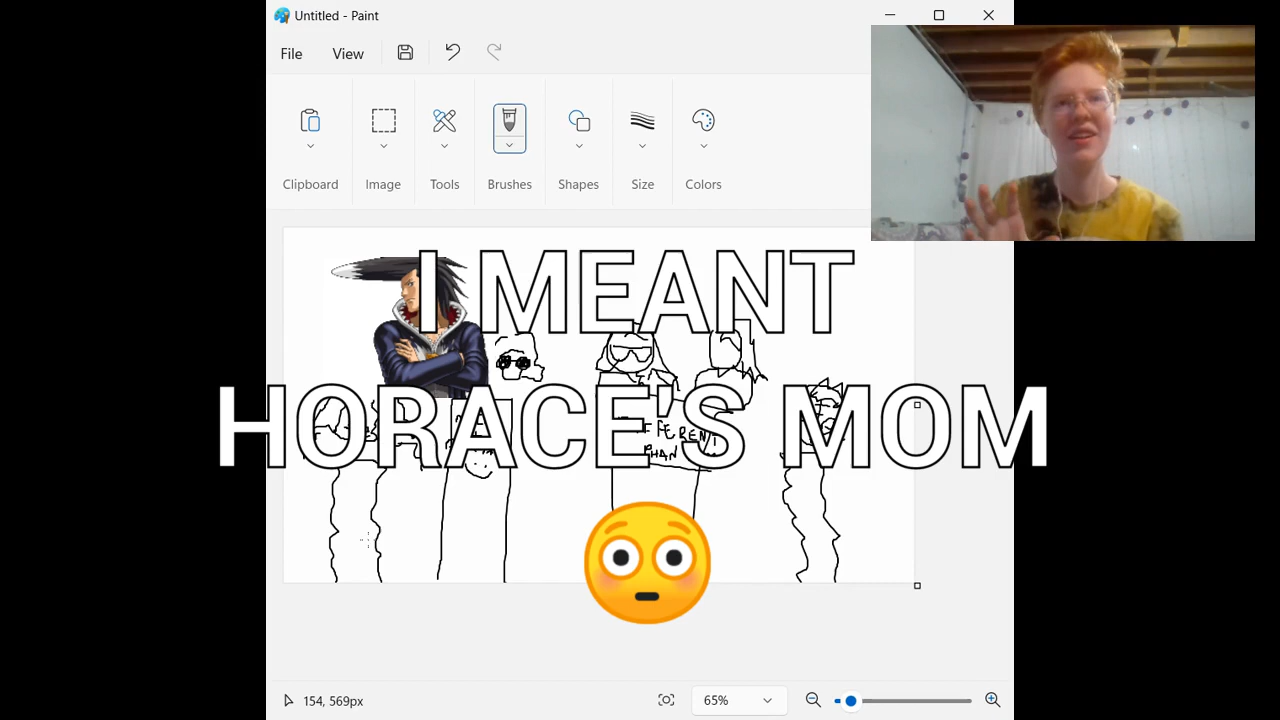 Untitled - Paint
File View
Clipboard Image Tools Brushes Shapes Size Colors
I MEANT
HORACE'S MOM
154, 569px
65%